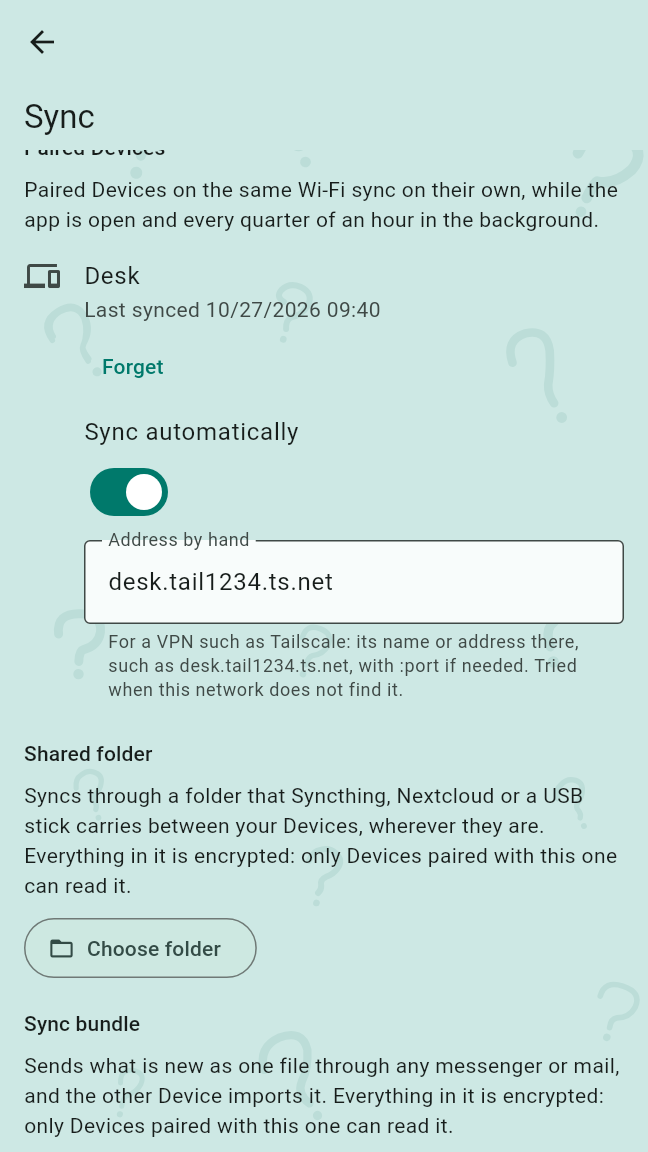 Sync
Paired Devices
Paired Devices on the same Wi-Fi sync on their own, while the
app is open and every quarter of an hour in the background.
Desk
Last synced 10/27/2026 09:40
Forget
Sync automatically
Address by hand
desk.tail1234.ts.net
For a VPN such as Tailscale: its name or address there,
such as desk.tail1234.ts.net, with :port if needed. Tried
when this network does not find it.
Shared folder
Syncs through a folder that Syncthing, Nextcloud or a USB
stick carries between your Devices, wherever they are.
Everything in it is encrypted: only Devices paired with this one
can read it.
Choose folder
Sync bundle
Sends what is new as one file through any messenger or mail,
and the other Device imports it. Everything in it is encrypted:
only Devices paired with this one can read it.